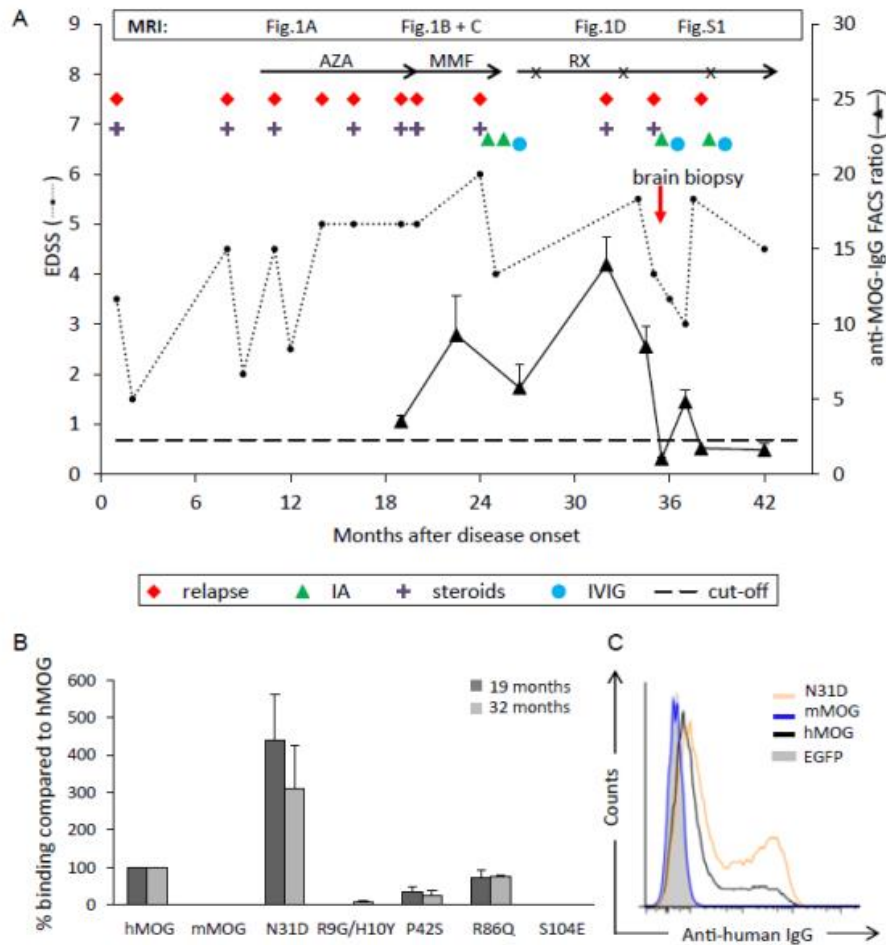 A
MRI: Fig.1A Fig.1B + C Fig.1D Fig.S1
AZA MMF RX
x x x
brain biopsy
EDSS
9
8
7
6
5
4
3
2
1
0
anti-MOG-IgG FACS ratio
30
25
20
15
10
5
0
0 6 12 18 24 30 36 42
Months after disease onset
relapse IA steroids IVIG cut-off
B
% binding compared to hMOG
600
500
400
300
200
100
0
19 months
32 months
hMOG mMOG N31D R9G/H10Y P42S R86Q S104E
C
Counts
N31D
mMOG
hMOG
EGFP
Anti-human IgG